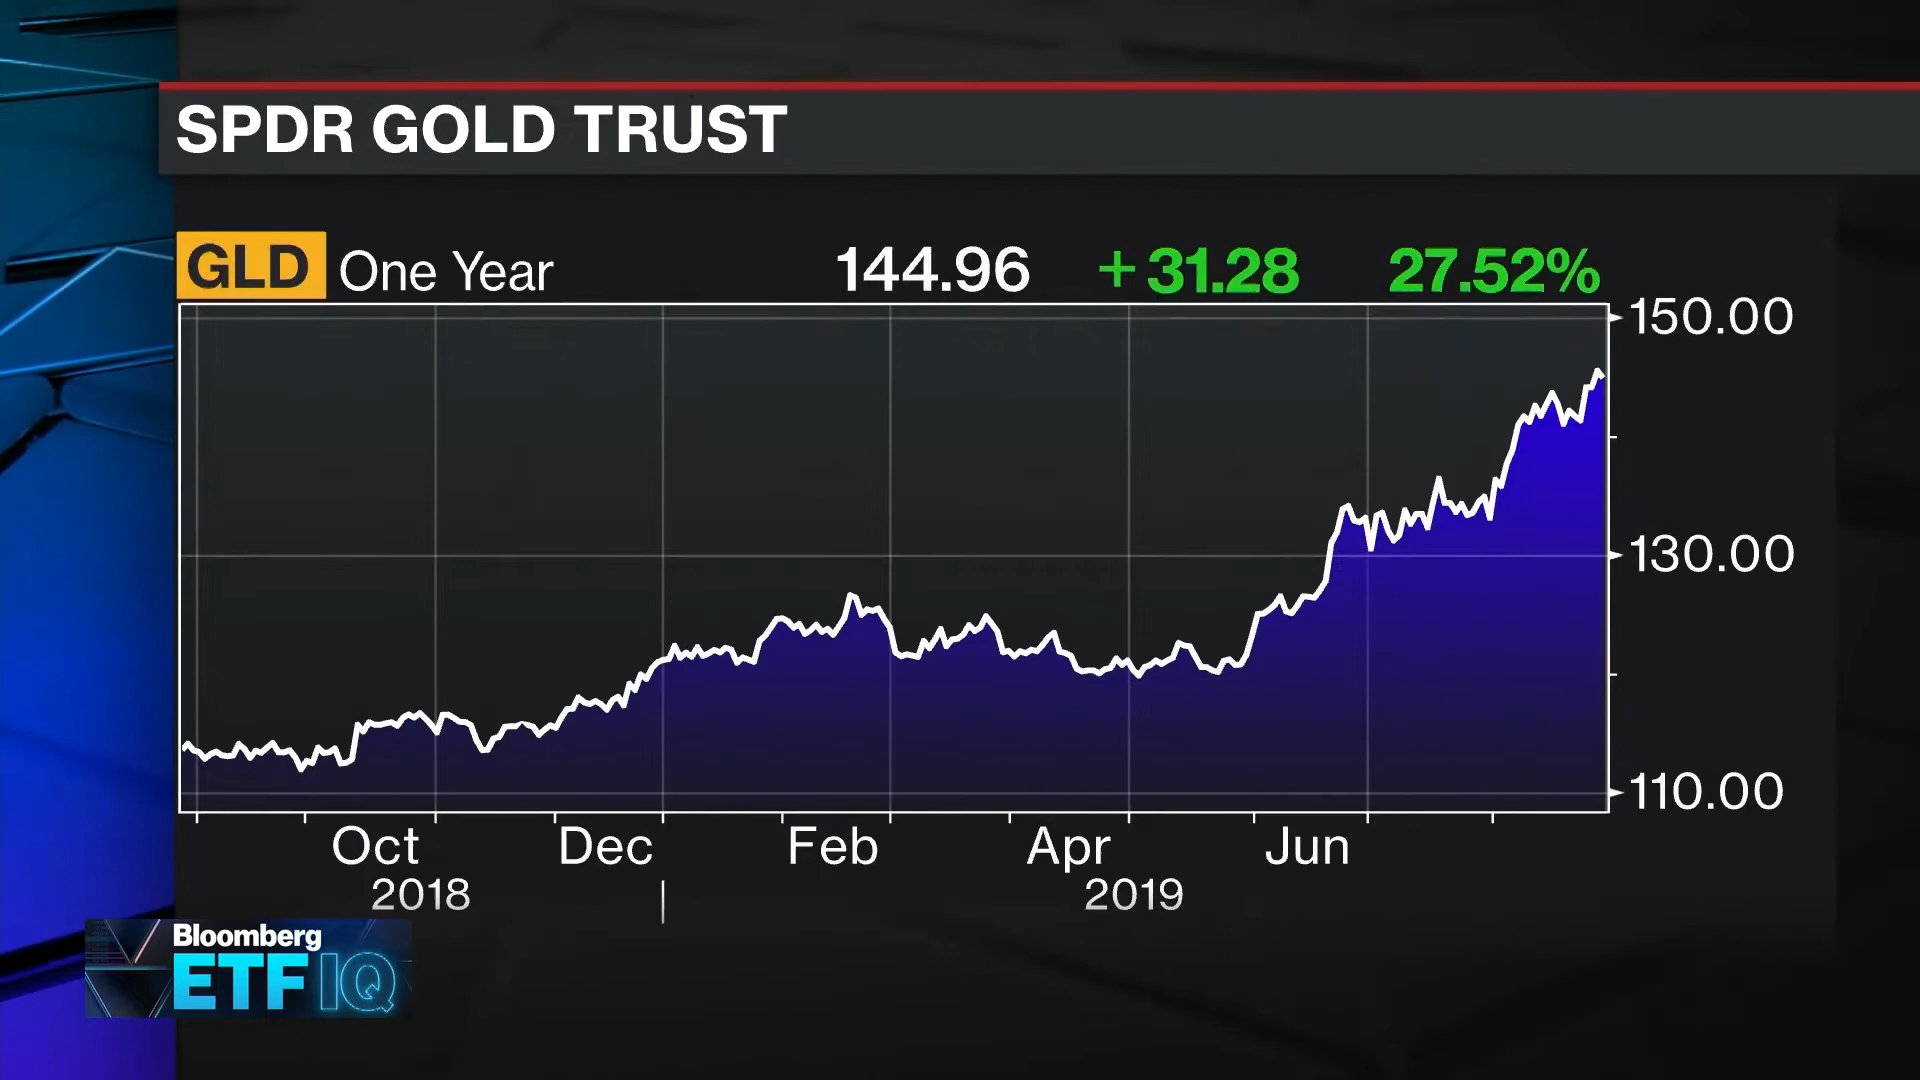 SPDR GOLD TRUST
GLD One Year 144.96 +31.28 27.52%
150.00
130.00
110.00
Oct Dec Feb Apr Jun
2018 2019
Bloomberg
ETF IQ